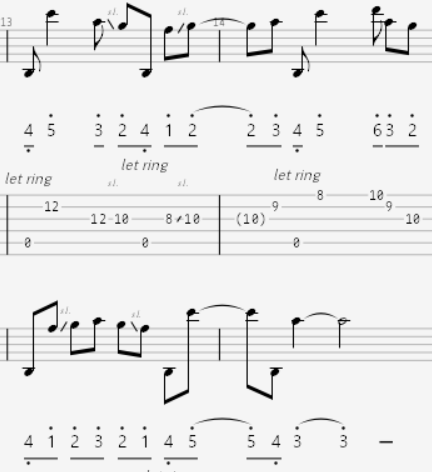 13 sl. sl. 14
4 5 3 2 4 1 2 2 3 4 5 6 3 2
let ring let ring let ring
sl. sl.
8 10
12 9 9
12 10 8 10 (10) 10
0 0 0
sl. sl.
4 1 2 3 2 1 4 5 5 4 3 3 –